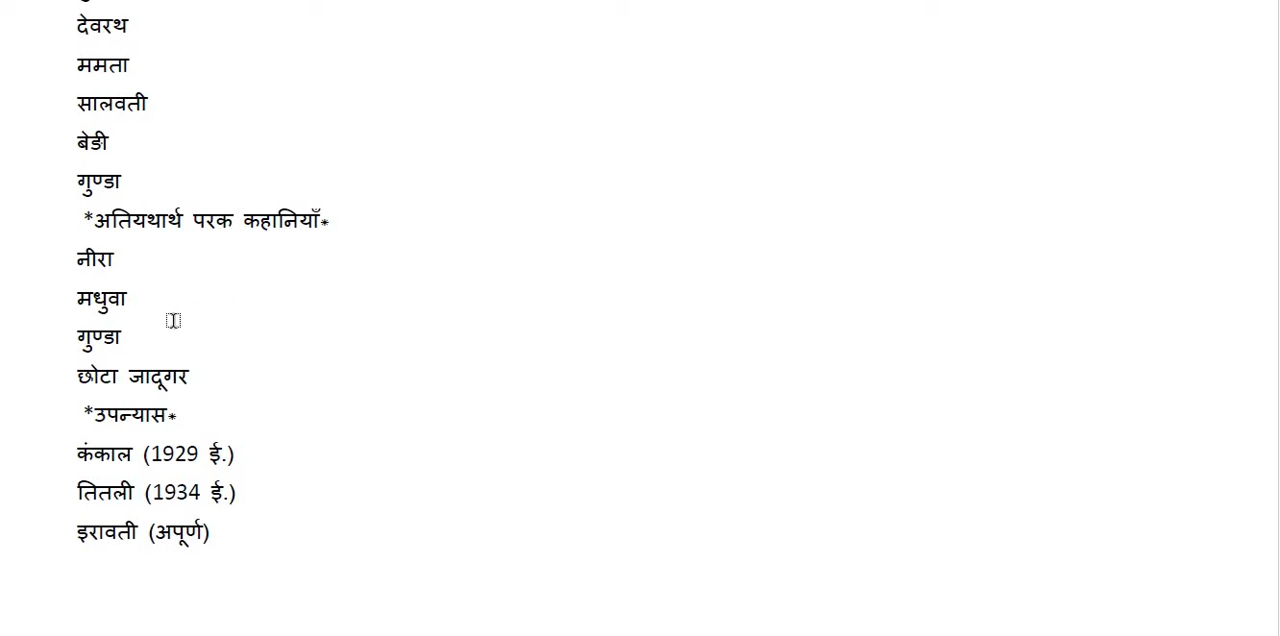 देवरथ
ममता
सालवती
बेङी
गुण्डा
*अतियथार्थ परक कहानियाँ*
नीरा
मधुवा
गुण्डा
छोटा जादूगर
*उपन्यास*
कंकाल (1929 ई.)
तितली (1934 ई.)
इरावती (अपूर्ण)